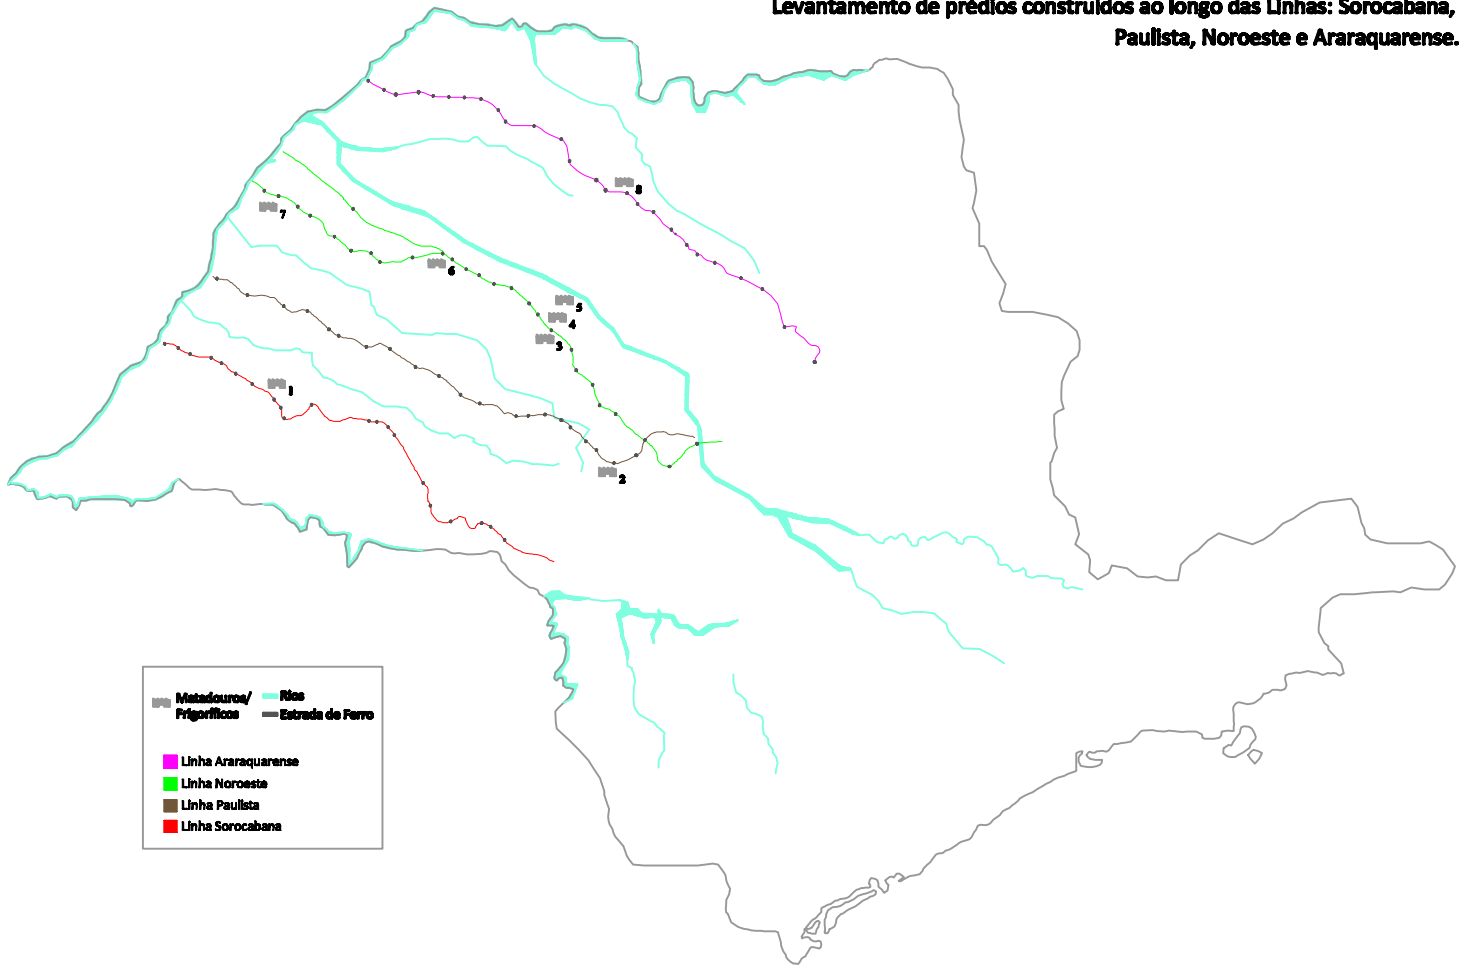 Levantamento de prédios construídos ao longo das Linhas: Sorocabana,
Paulista, Noroeste e Araraquarense.
8
7
6
5
4
3
1
2
Matadouros/
Frigoríficos
Rios
Estrada de Ferro
Linha Araraquarense
Linha Noroeste
Linha Paulista
Linha Sorocabana